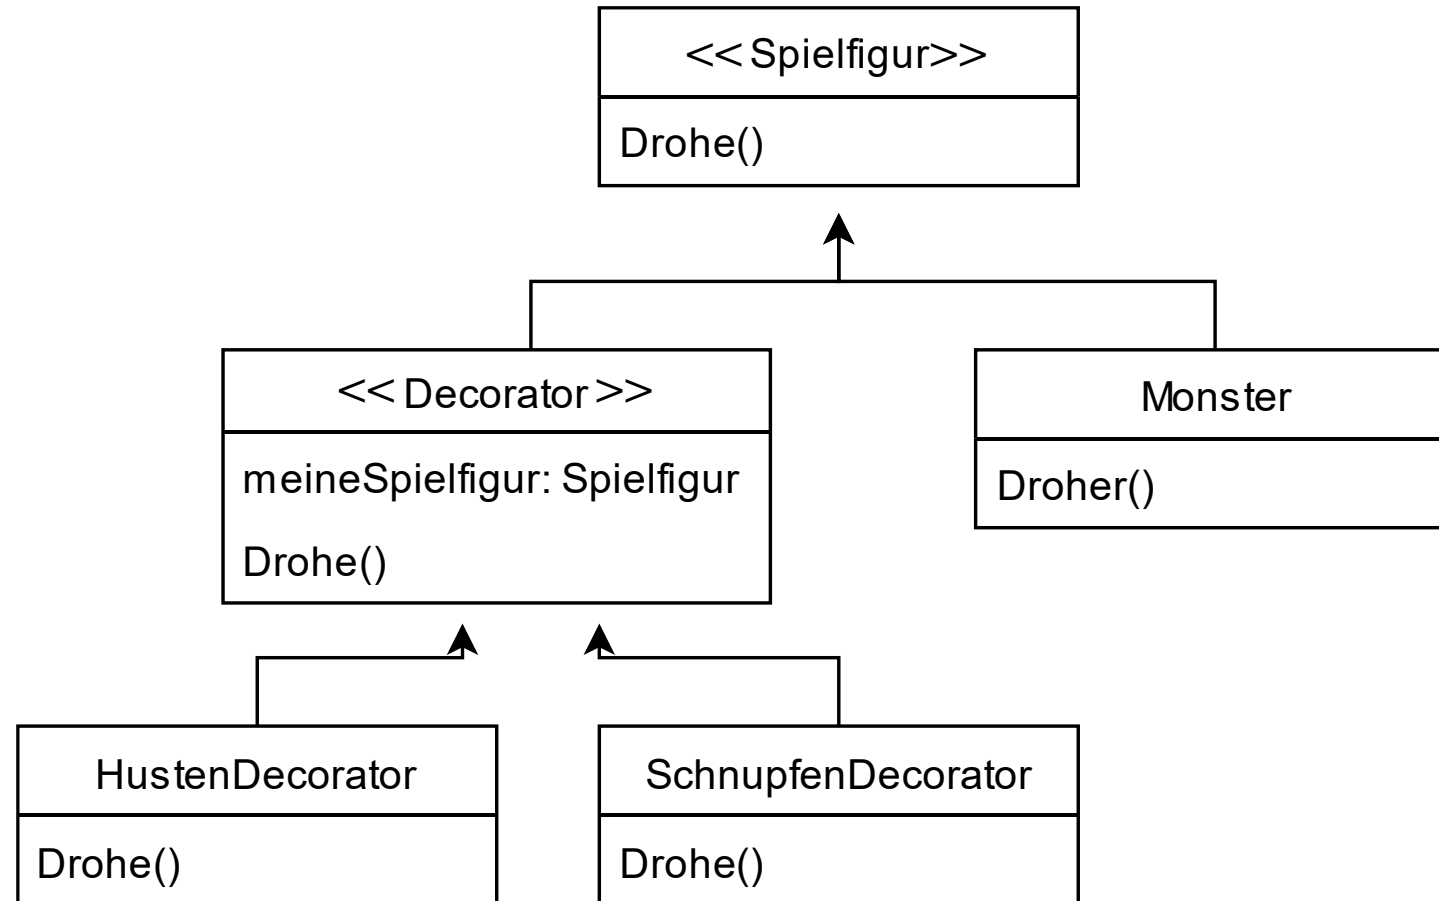 <<Spielfigur>>
Drohe()
<<Decorator>>
meineSpielfigur: Spielfigur
Drohe()
Monster
Droher()
HustenDecorator
Drohe()
SchnupfenDecorator
Drohe()